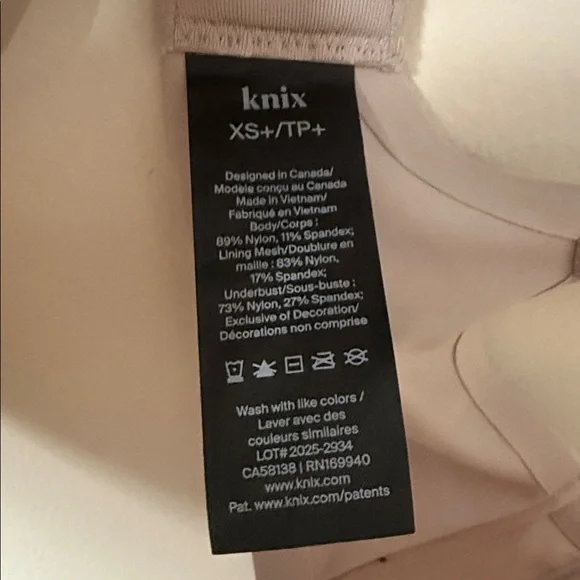 knix
XS+/TP+
Designed in Canada/
Modèle conçu au Canada
Made in Vietnam/
Fabriqué en Vietnam
Body/Corps :
89% Nylon, 11% Spandex;
Lining Mesh/Doublure en
maille : 83% Nylon,
17% Spandex;
Underbust/Sous-buste :
73% Nylon, 27% Spandex;
Exclusive of Decoration/
Décorations non comprise
Wash with like colors /
Laver avec des
couleurs similaires
LOT# 2025-2934
CA58138 | RN169940
www.knix.com
Pat. www.knix.com/patents